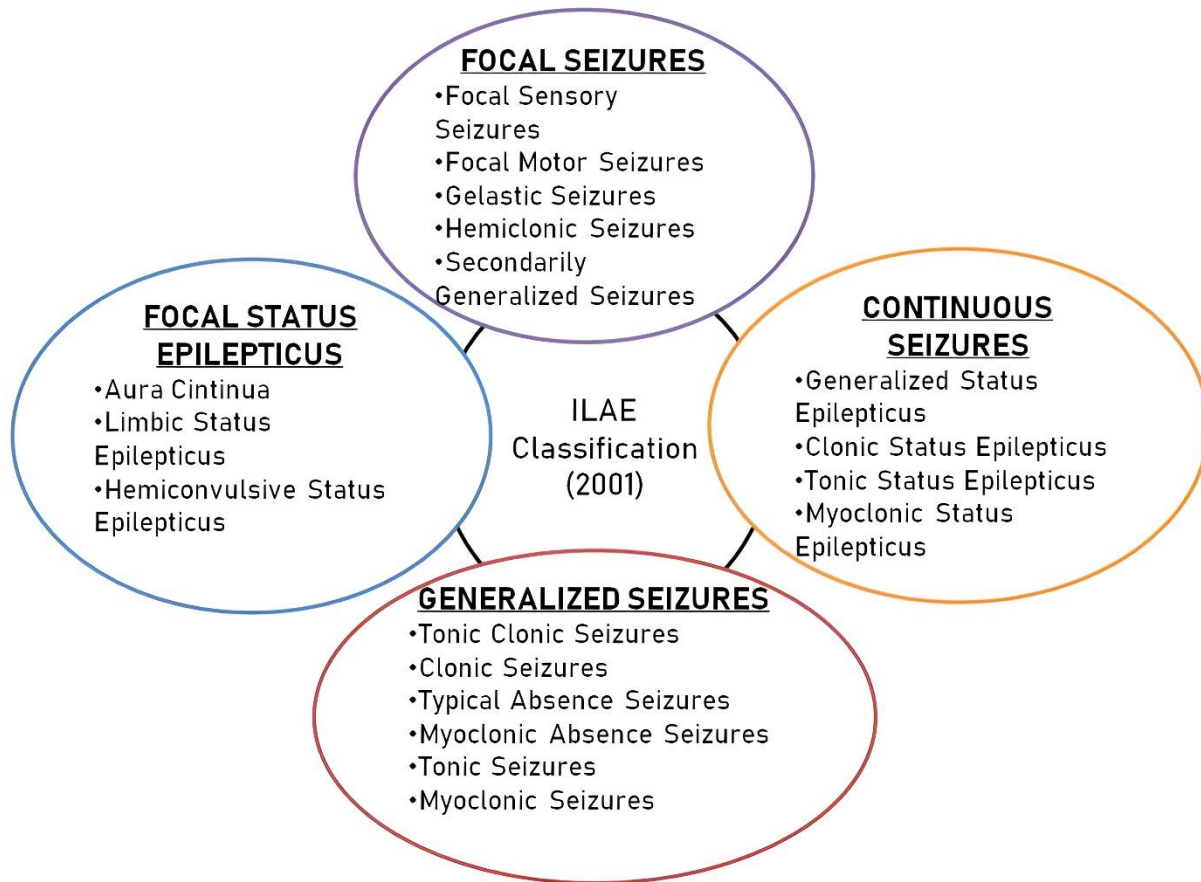 FOCAL SEIZURES
•Focal Sensory
Seizures
•Focal Motor Seizures
•Gelastic Seizures
•Hemiclonic Seizures
•Secondarily
Generalized Seizures
FOCAL STATUS
EPILEPTICUS
•Aura Cintinua
•Limbic Status
Epilepticus
•Hemiconvulsive Status
Epilepticus
ILAE
Classification
(2001)
CONTINUOUS
SEIZURES
•Generalized Status
Epilepticus
•Clonic Status Epilepticus
•Tonic Status Epilepticus
•Myoclonic Status
Epilepticus
GENERALIZED SEIZURES
•Tonic Clonic Seizures
•Clonic Seizures
•Typical Absence Seizures
•Myoclonic Absence Seizures
•Tonic Seizures
•Myoclonic Seizures